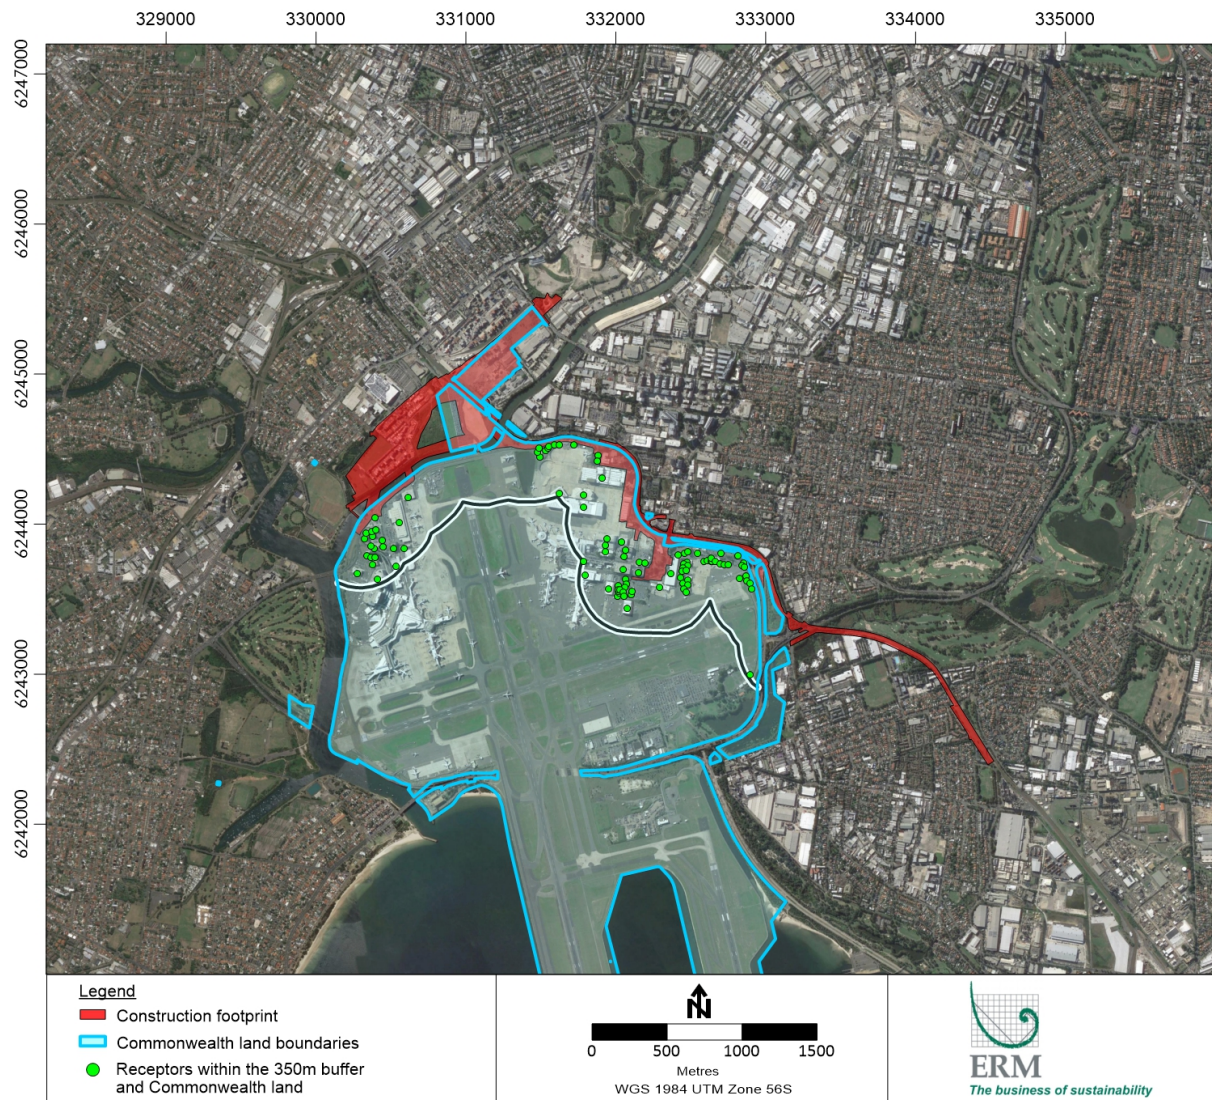 329000 330000 331000 332000 333000 334000 335000
6247000
6246000
6245000
6244000
6243000
6242000
Legend
Construction footprint
Commonwealth land boundaries
Receptors within the 350m buffer
and Commonwealth land
N
0 500 1000 1500
Metres
WGS 1984 UTM Zone 56S
ERM
The business of sustainability